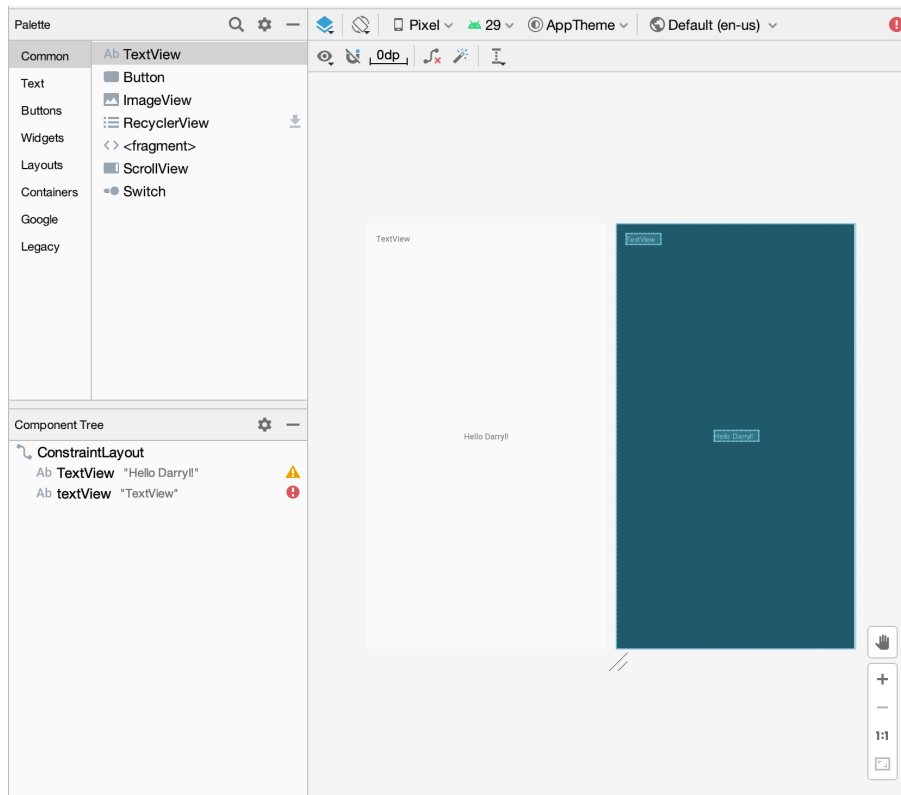 Palette
Pixel 29 AppTheme Default (en-us)
0dp
Common
Text
Buttons
Widgets
Layouts
Containers
Google
Legacy
Ab TextView
Button
ImageView
RecyclerView
<fragment>
ScrollView
Switch
TextView
TextView
Hello Darryl!
Hello Darryl!
Component Tree
ConstraintLayout
Ab TextView "Hello Darryl!"
Ab textView "TextView"
1:1